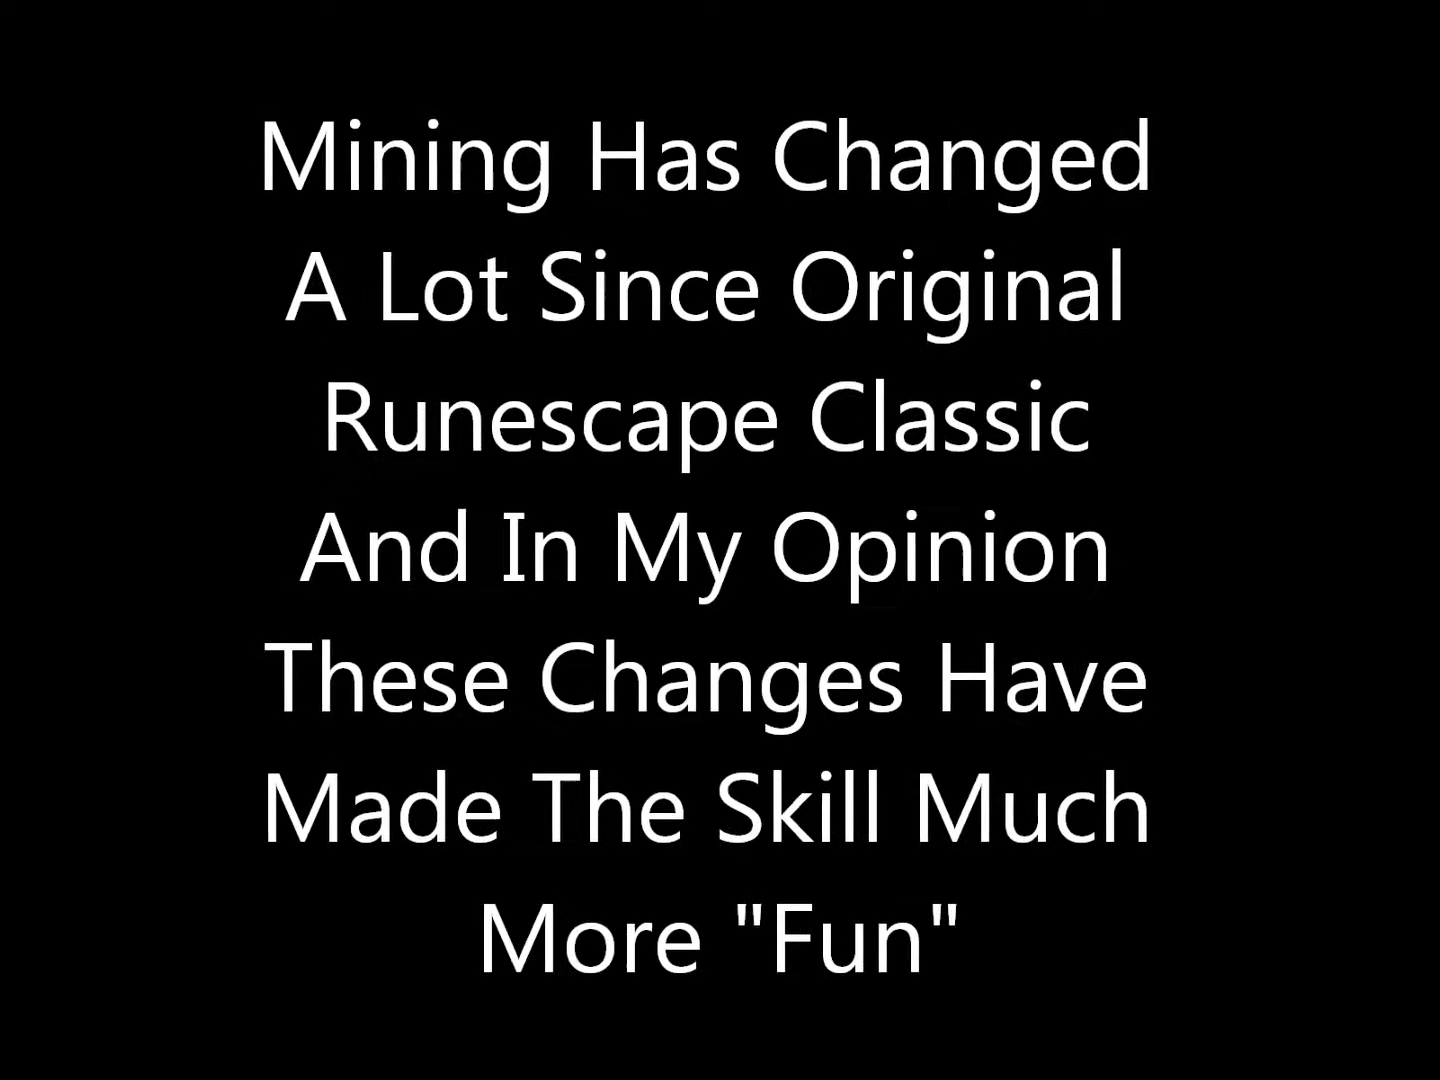 Mining Has Changed
A Lot Since Original
Runescape Classic
And In My Opinion
These Changes Have
Made The Skill Much
More "Fun"